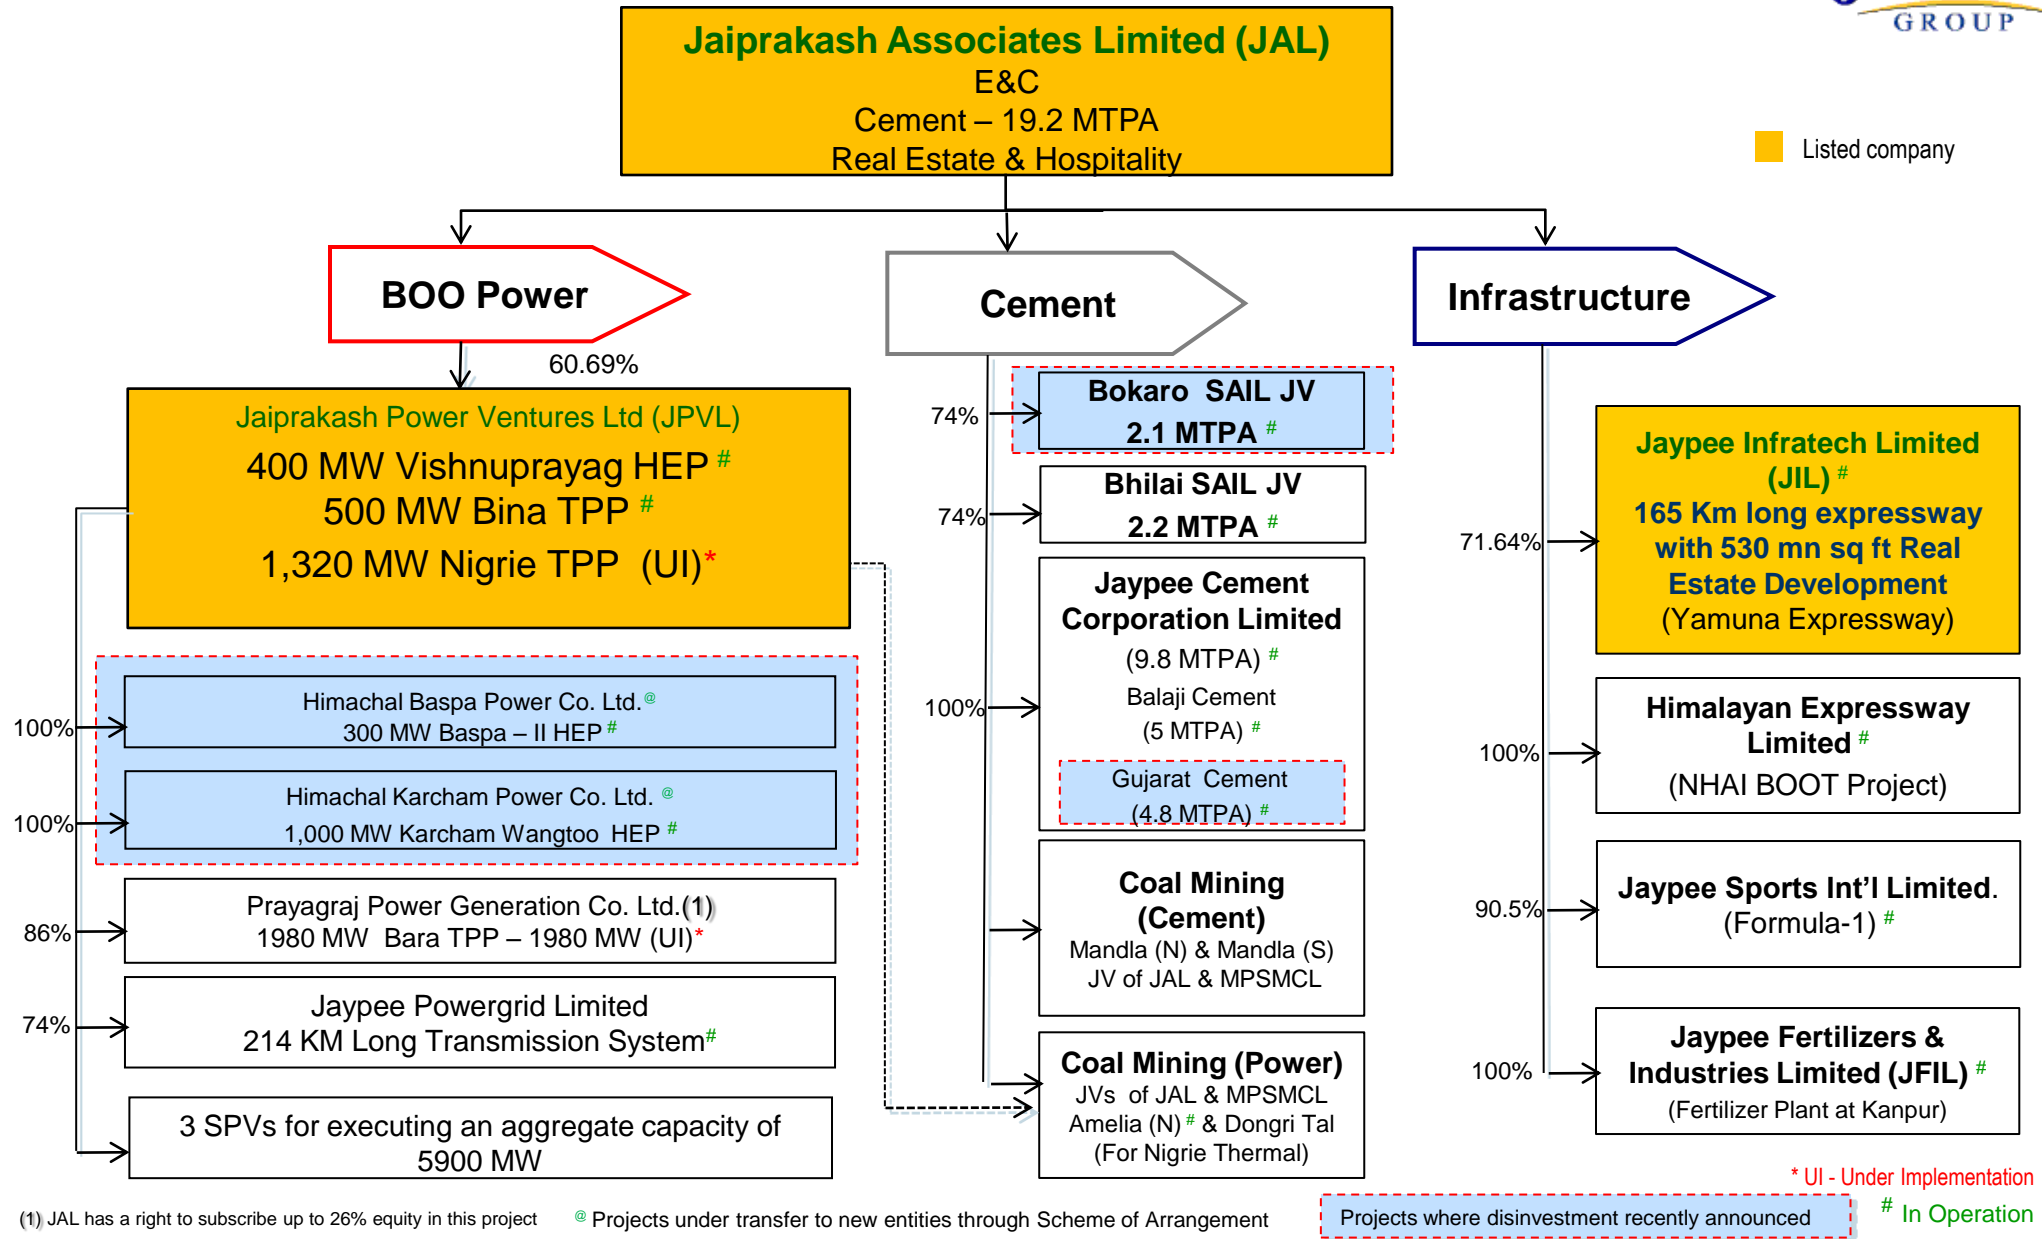 GROUP
Jaiprakash Associates Limited (JAL)
E&C
Cement – 19.2 MTPA
Real Estate & Hospitality
Listed company
BOO Power
Cement
Infrastructure
60.69%
Jaiprakash Power Ventures Ltd (JPVL)
400 MW Vishnuprayag HEP #
500 MW Bina TPP #
1,320 MW Nigrie TPP (UI)*
100%
Himachal Baspa Power Co. Ltd.@
300 MW Baspa – II HEP #
100%
Himachal Karcham Power Co. Ltd. @
1,000 MW Karcham Wangtoo HEP #
86%
Prayagraj Power Generation Co. Ltd.(1)
1980 MW Bara TPP – 1980 MW (UI)*
74%
Jaypee Powergrid Limited
214 KM Long Transmission System#
3 SPVs for executing an aggregate capacity of
5900 MW
74%
Bokaro SAIL JV
2.1 MTPA #
74%
Bhilai SAIL JV
2.2 MTPA #
100%
Jaypee Cement
Corporation Limited
(9.8 MTPA) #
Balaji Cement
(5 MTPA) #
Gujarat Cement
(4.8 MTPA) #
Coal Mining
(Cement)
Mandla (N) & Mandla (S)
JV of JAL & MPSMCL
Coal Mining (Power)
JVs of JAL & MPSMCL
Amelia (N) # & Dongri Tal
(For Nigrie Thermal)
71.64%
Jaypee Infratech Limited
(JIL) #
165 Km long expressway
with 530 mn sq ft Real
Estate Development
(Yamuna Expressway)
100%
Himalayan Expressway
Limited #
(NHAI BOOT Project)
90.5%
Jaypee Sports Int’l Limited.
(Formula-1) #
100%
Jaypee Fertilizers &
Industries Limited (JFIL) #
(Fertilizer Plant at Kanpur)
* UI - Under Implementation
(1) JAL has a right to subscribe up to 26% equity in this project
@ Projects under transfer to new entities through Scheme of Arrangement
Projects where disinvestment recently announced
# In Operation